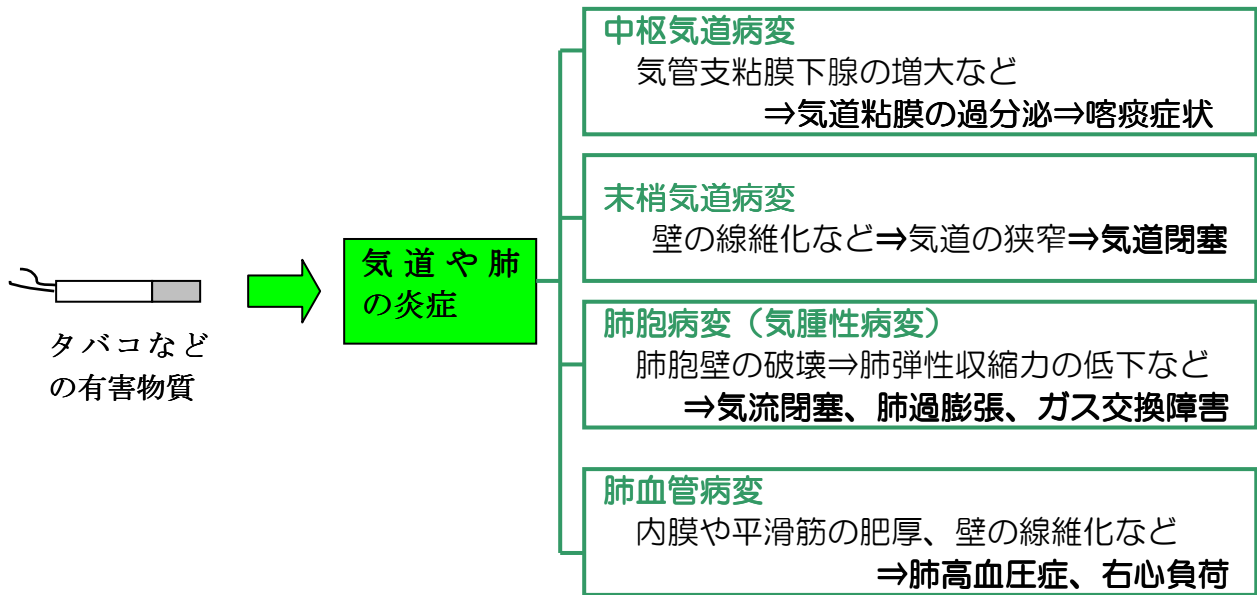 タバコなど
の有害物質
気道や肺
の炎症
中枢気道病変
気管支粘膜下腺の増大など
⇒気道粘膜の過分泌⇒喀痰症状
末梢気道病変
壁の線維化など⇒気道の狭窄⇒気道閉塞
肺胞病変（気腫性病変）
肺胞壁の破壊⇒肺弾性収縮力の低下など
⇒気流閉塞、肺過膨張、ガス交換障害
肺血管病変
内膜や平滑筋の肥厚、壁の線維化など
⇒肺高血圧症、右心負荷